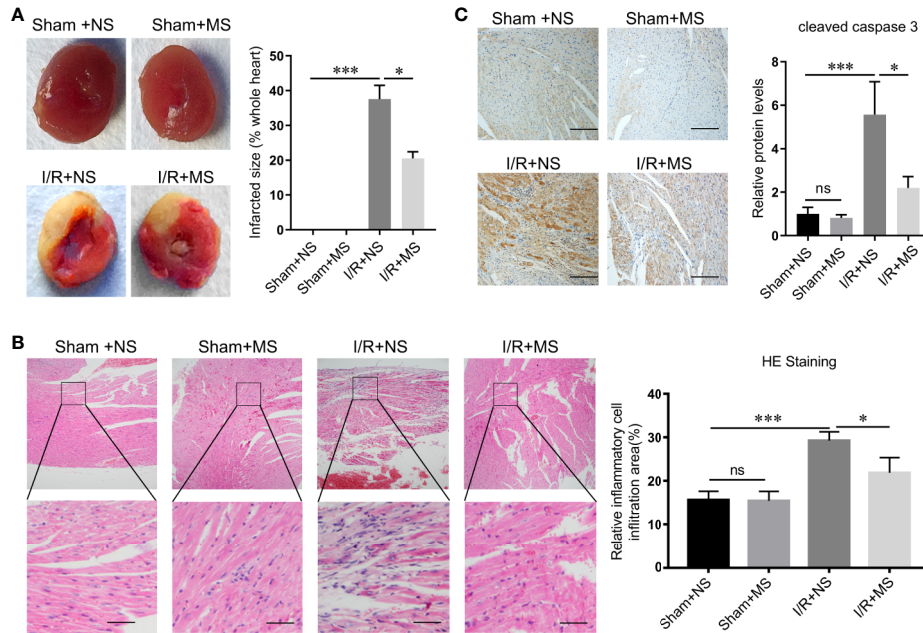 A
Sham +NS
Sham+MS
I/R+NS
I/R+MS
Infarcted size (% whole heart)
50
40
30
20
10
0
***
*
Sham+NS
Sham+MS
I/R+NS
I/R+MS
C
Sham +NS
Sham+MS
I/R+NS
I/R+MS
cleaved caspase 3
Relative protein levels
8
6
4
2
0
***
*
ns
Sham+NS
Sham+MS
I/R+NS
I/R+MS
B
Sham +NS
Sham+MS
I/R+NS
I/R+MS
HE Staining
Relative inflammatory cell
infiltration area(%)
40
30
20
10
0
***
*
ns
Sham+NS
Sham+MS
I/R+NS
I/R+MS